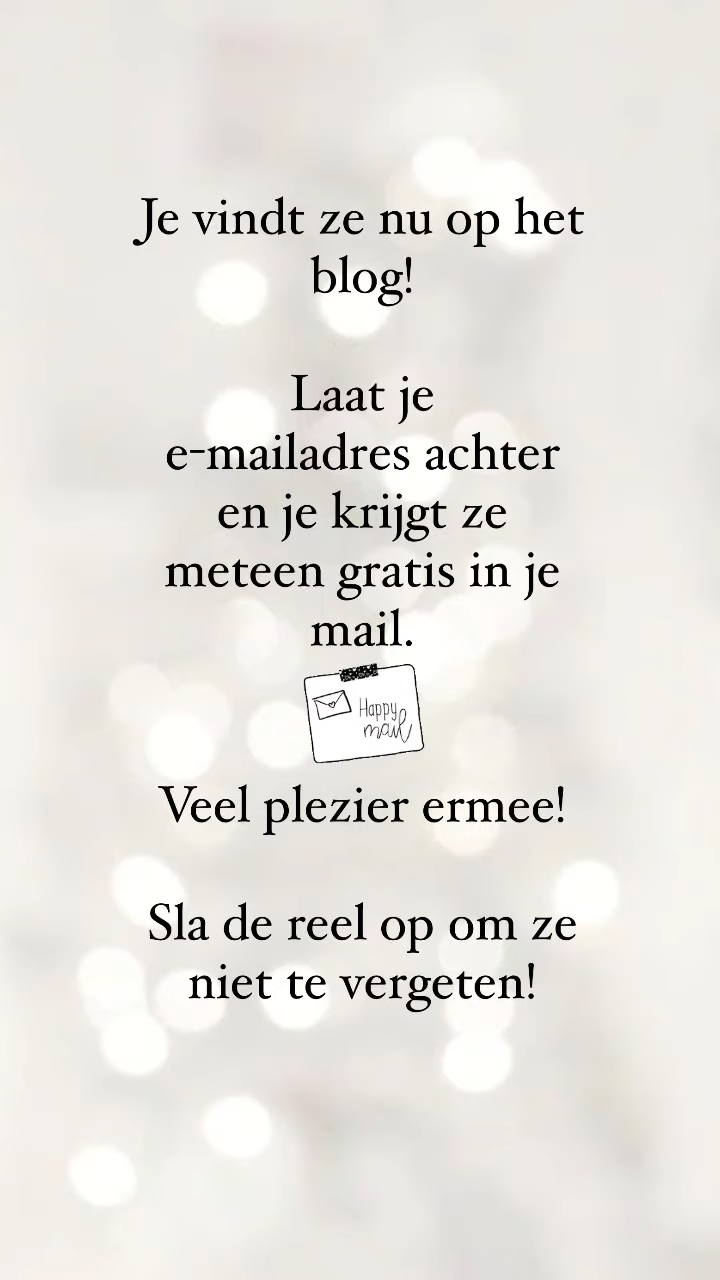 Je vindt ze nu op het
blog!
Laat je
e-mailadres achter
en je krijgt ze
meteen gratis in je
mail.
Happy
mail
Veel plezier ermee!
Sla de reel op om ze
niet te vergeten!